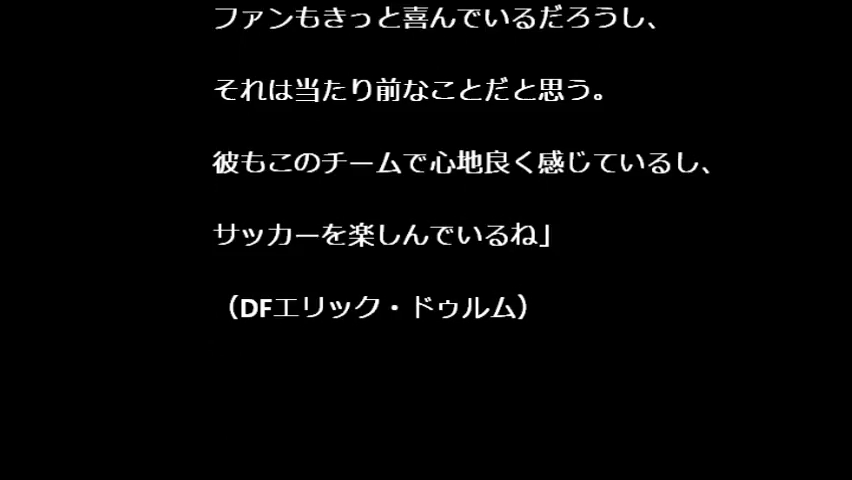 ファンもきっと喜んでいるだろうし、
それは当たり前なことだと思う。
彼もこのチームで心地良く感じているし、
サッカーを楽しんでいるね」
（DFエリック・ドゥルム）